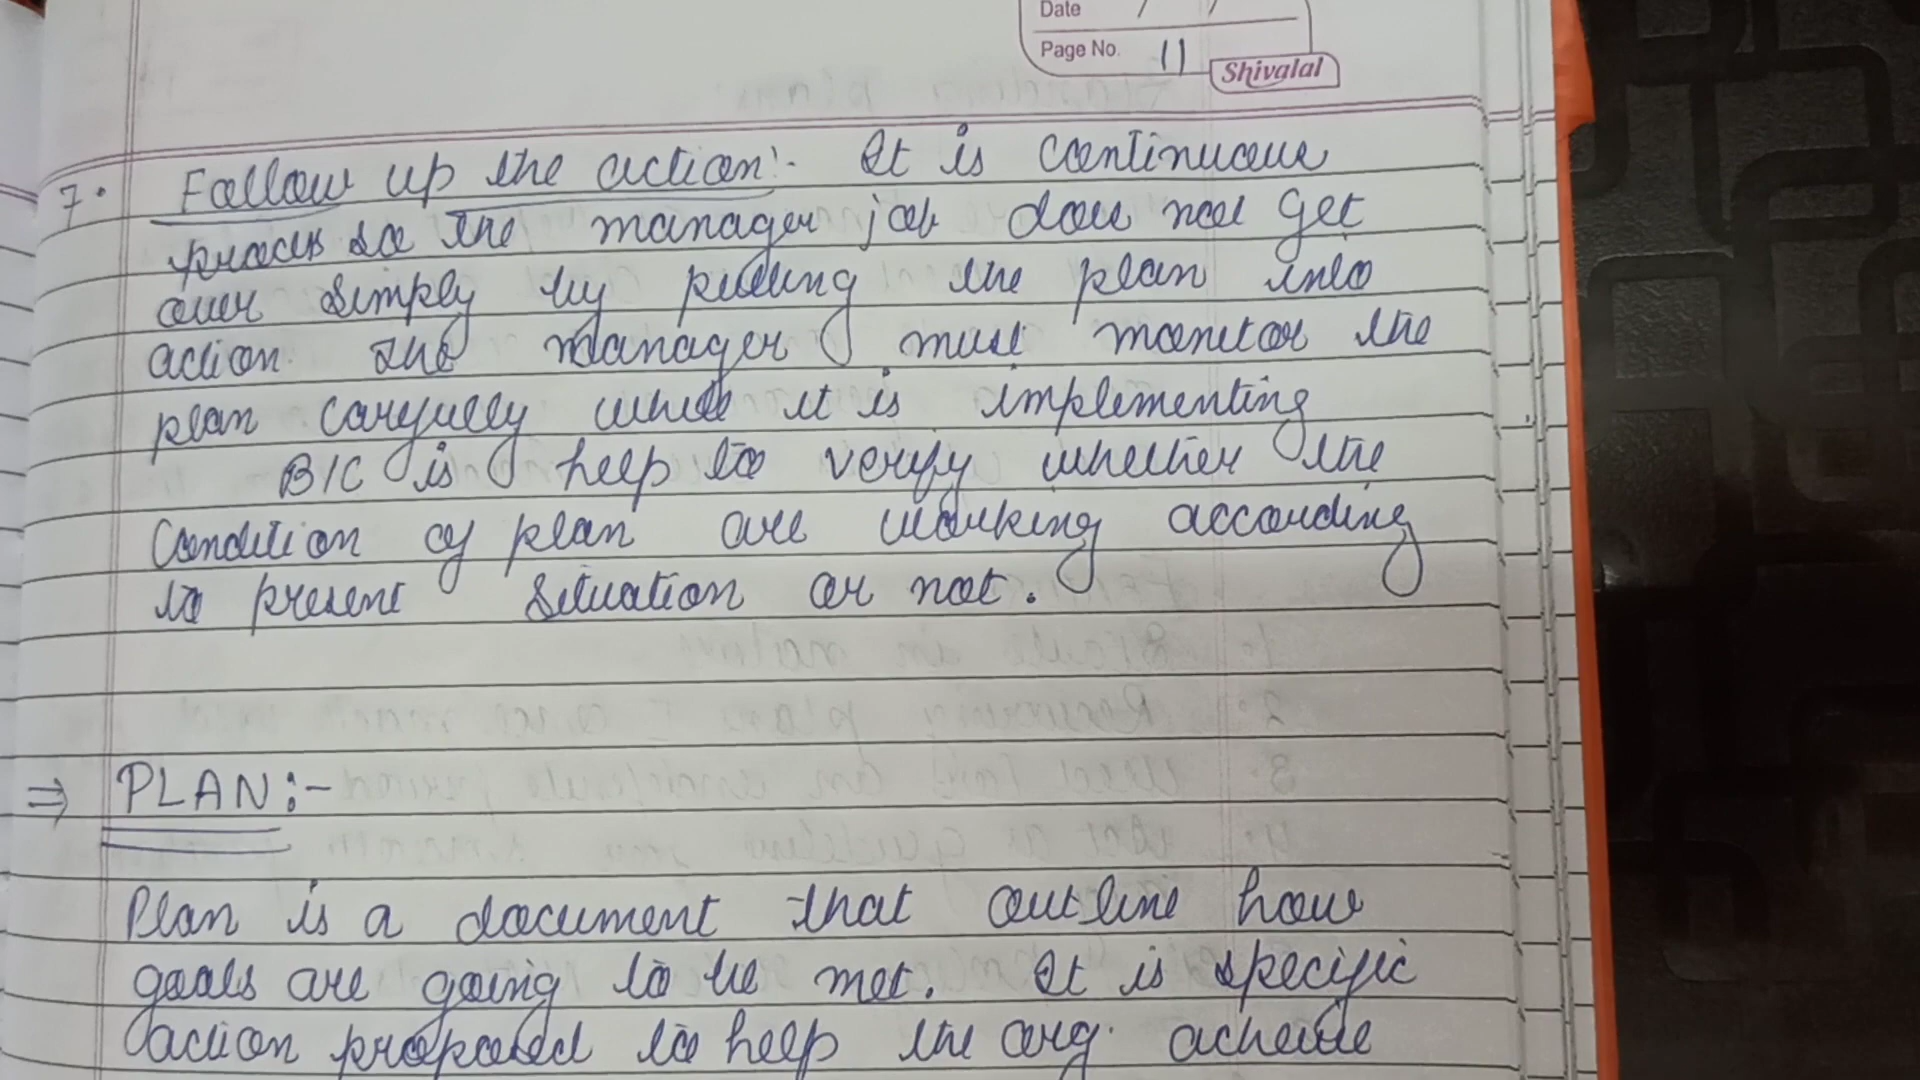 Date / /
Page No. 11
Shivalal
7. Follow up the action:- It is continuous
process so the manager job does not get
over simply by putting the plan into
action. The manager must monitor the
plan carefully while it is implementing
B/C is help to verify whether the
condition of plan are working according
to present situation or not.
⇒ PLAN:-
Plan is a document that outline how
goals are going to be met. It is specific
action proposed to help the org. acheive